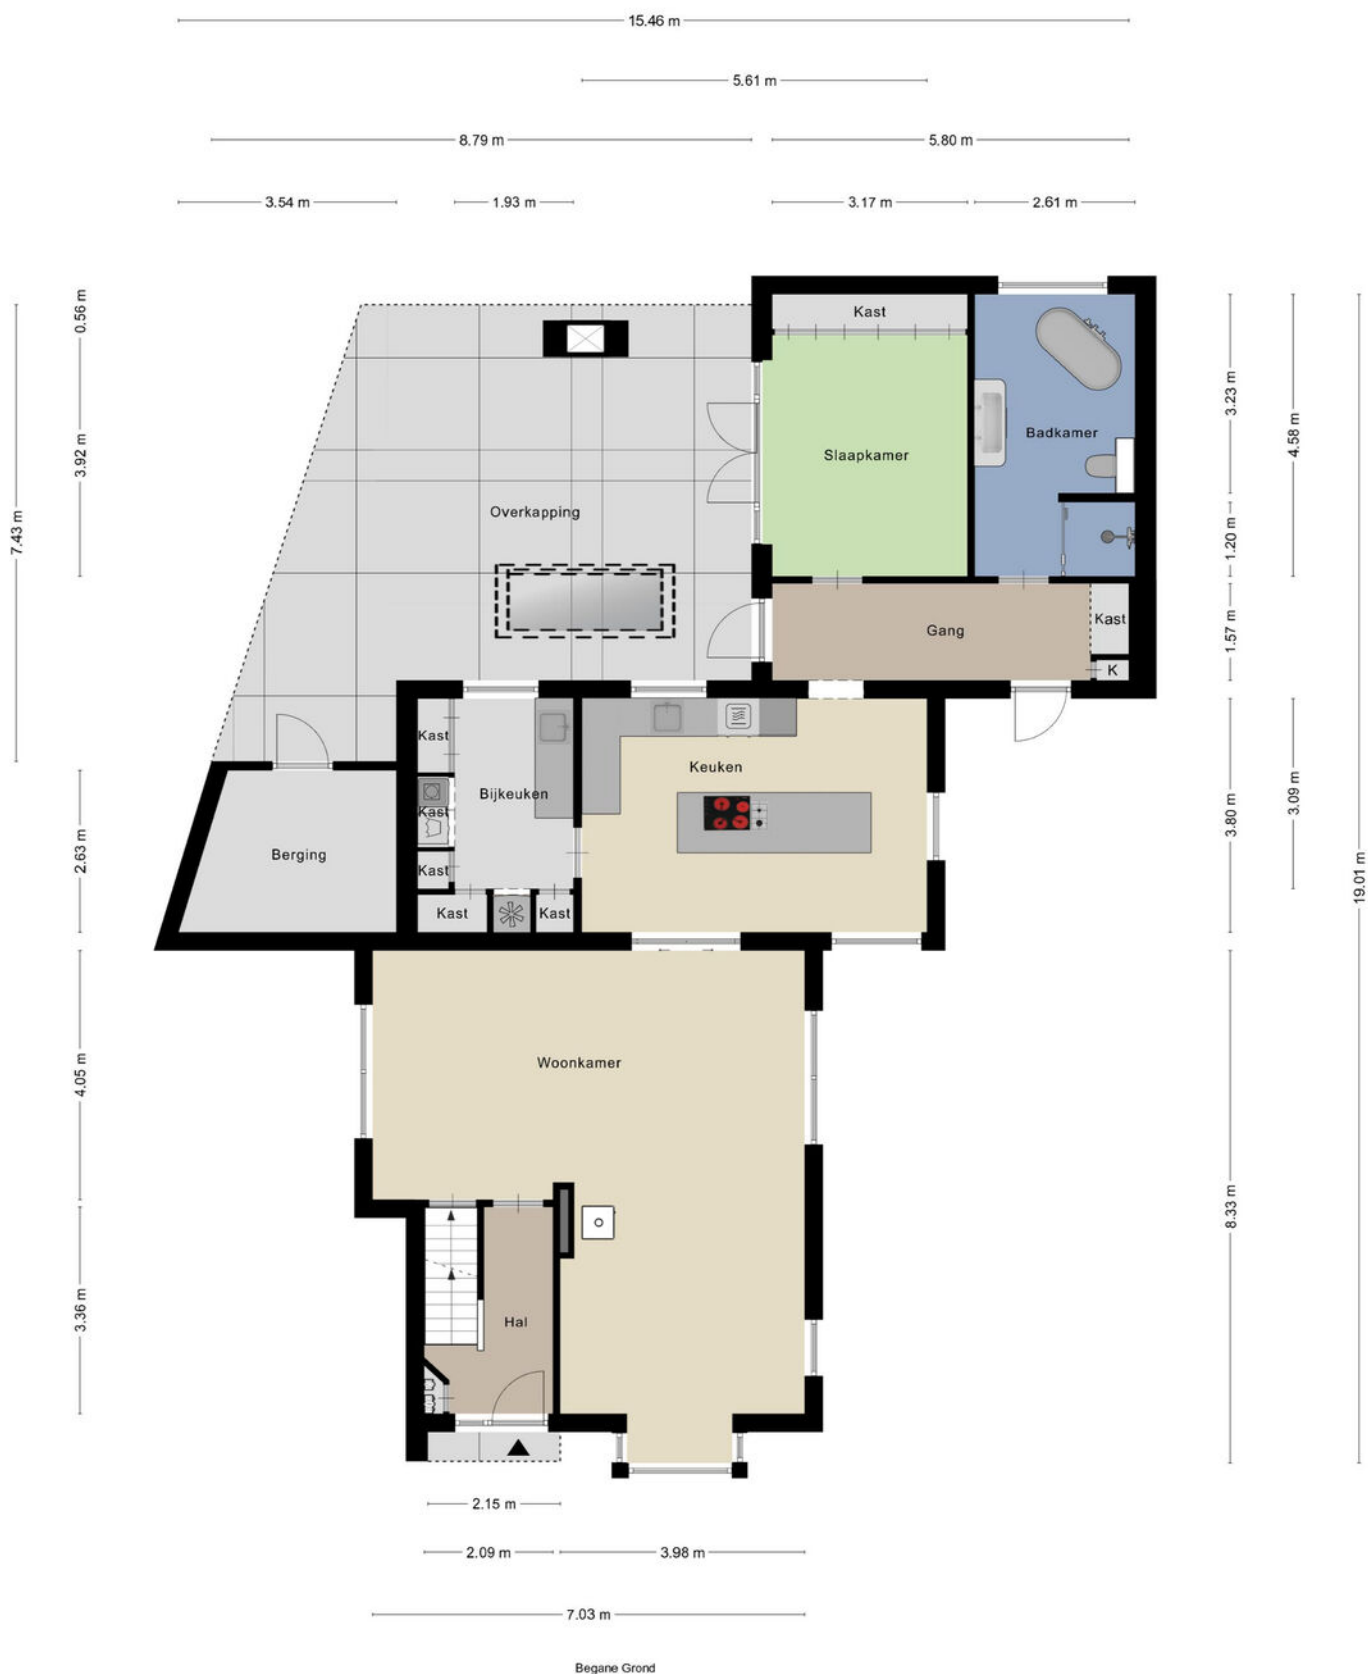 15.46 m
5.61 m
8.79 m
5.80 m
3.54 m
1.93 m
3.17 m
2.61 m
0.56 m
3.92 m
7.43 m
2.63 m
4.05 m
3.36 m
Kast
Badkamer
Slaapkamer
Overkapping
Gang
Kast
K
Kast
Keuken
Bijkeuken
Kast
Berging
Kast
Kast
Kast
Woonkamer
Hal
3.23 m
4.58 m
1.20 m
1.57 m
3.80 m
3.09 m
19.01 m
8.33 m
2.15 m
2.09 m
3.98 m
7.03 m
Begane Grond